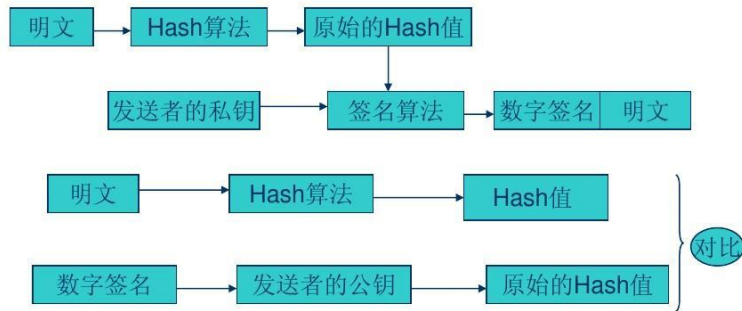 明文 Hash算法 原始的Hash值
发送者的私钥 签名算法 数字签名 明文
明文 Hash算法 Hash值
对比
数字签名 发送者的公钥 原始的Hash值